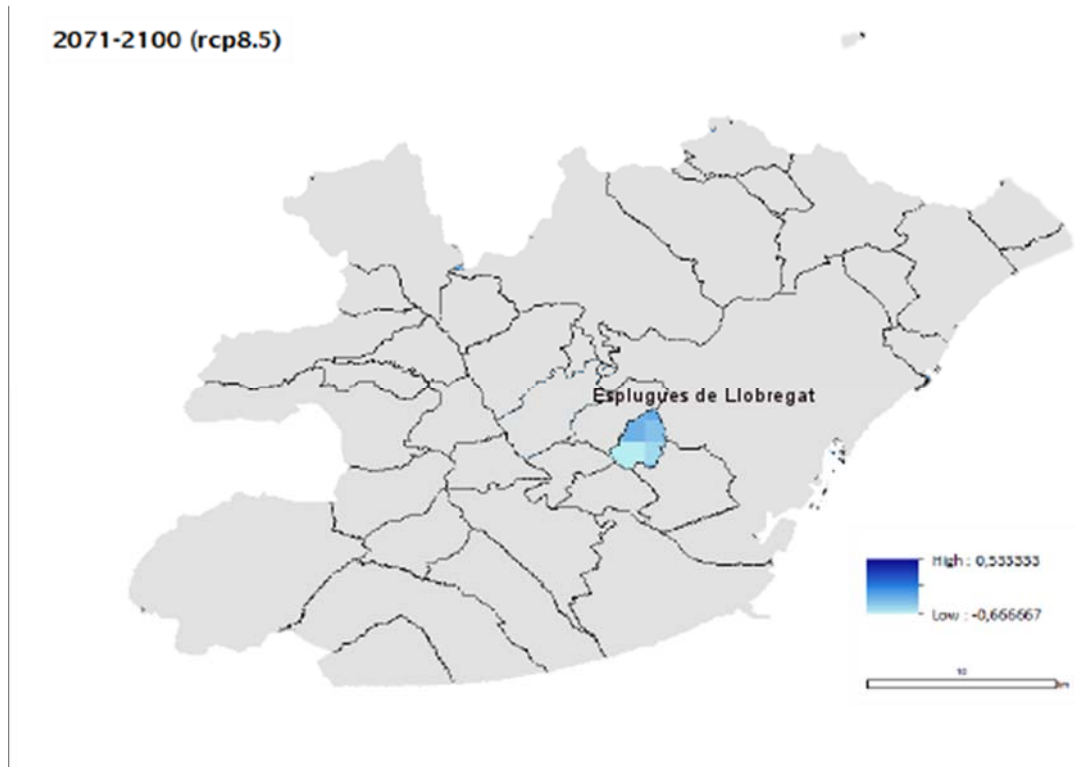 2071-2100 (rcp8.5)
Esplugues de Llobregat
High : 0,533333
Low : -0,666667
10